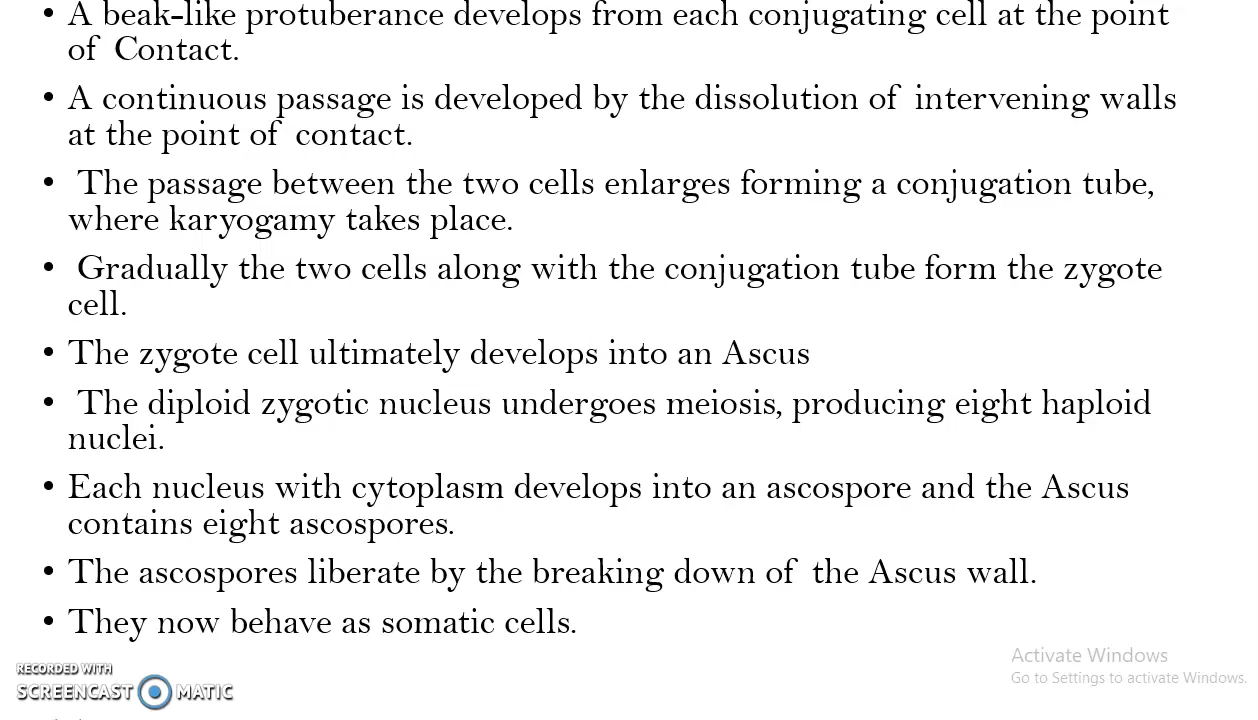 • A beak-like protuberance develops from each conjugating cell at the point
of Contact.
• A continuous passage is developed by the dissolution of intervening walls
at the point of contact.
• The passage between the two cells enlarges forming a conjugation tube,
where karyogamy takes place.
• Gradually the two cells along with the conjugation tube form the zygote
cell.
• The zygote cell ultimately develops into an Ascus
• The diploid zygotic nucleus undergoes meiosis, producing eight haploid
nuclei.
• Each nucleus with cytoplasm develops into an ascospore and the Ascus
contains eight ascospores.
• The ascospores liberate by the breaking down of the Ascus wall.
• They now behave as somatic cells.
Activate Windows
Go to Settings to activate Windows.
RECORDED WITH
SCREENCAST MATIC